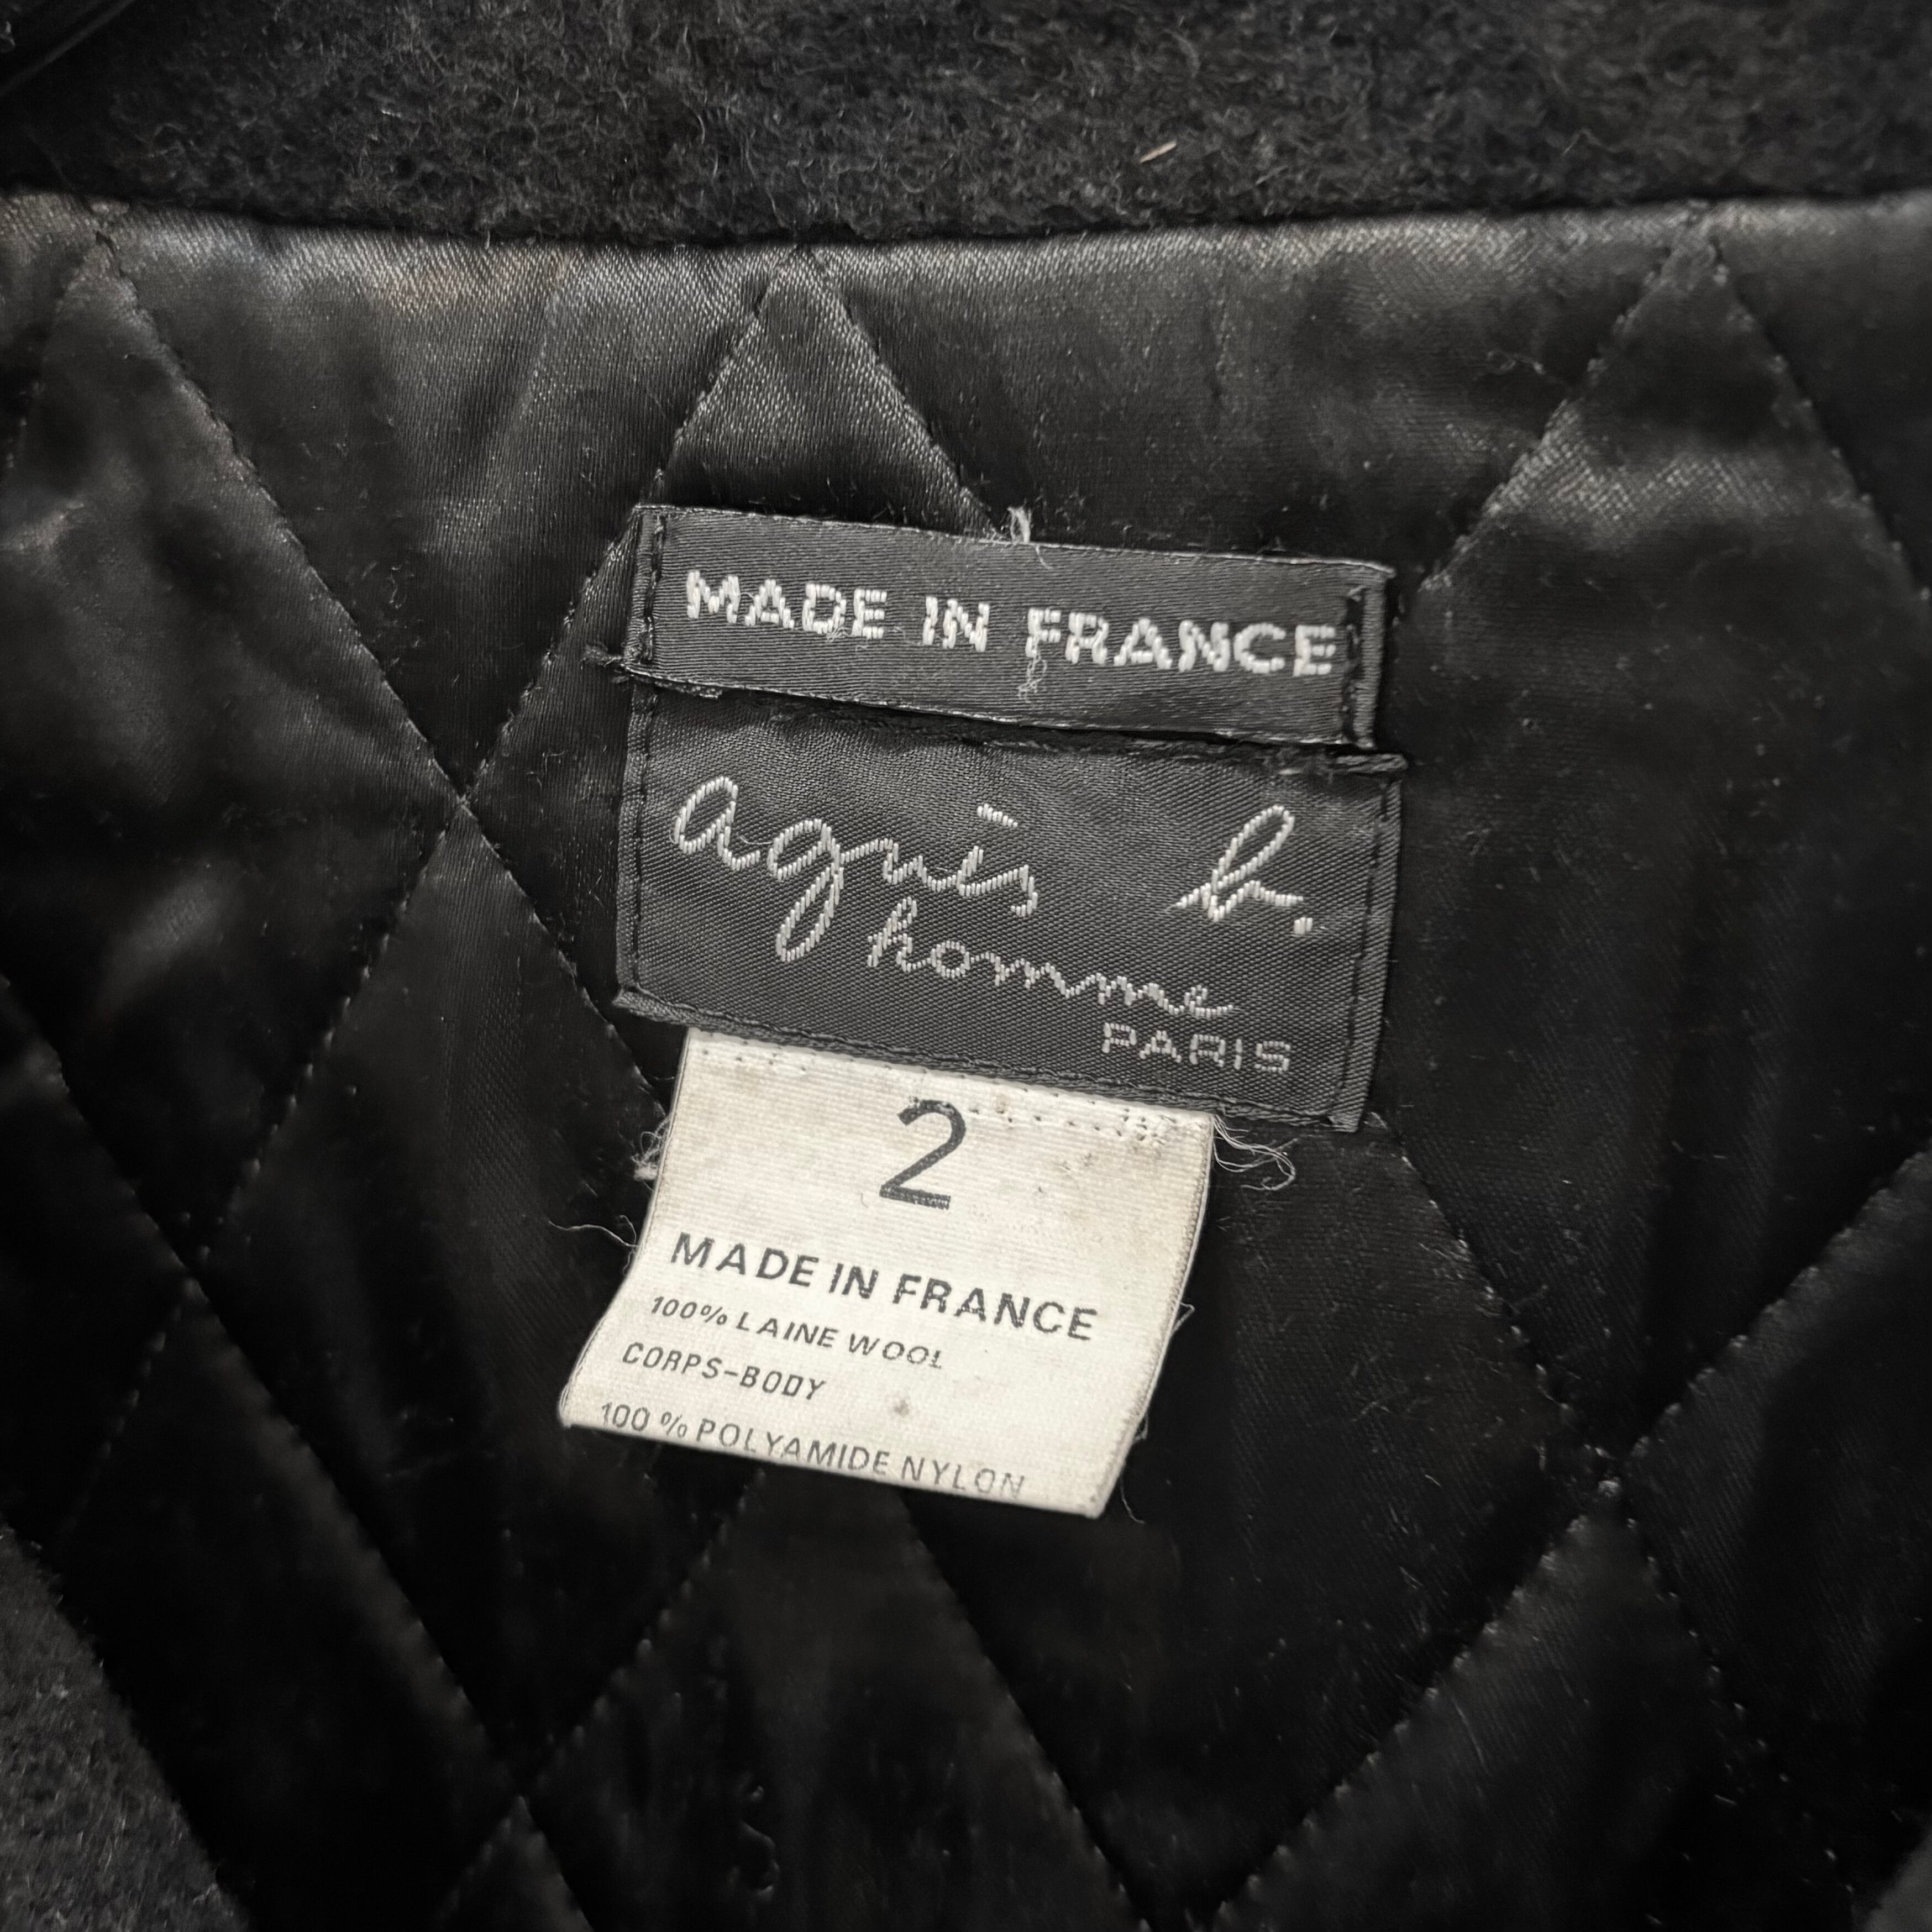 MADE IN FRANCE
agnès b.
homme
PARIS
2
MADE IN FRANCE
100% LAINE WOOL
CORPS-BODY
100 % POLYAMIDE NYLON